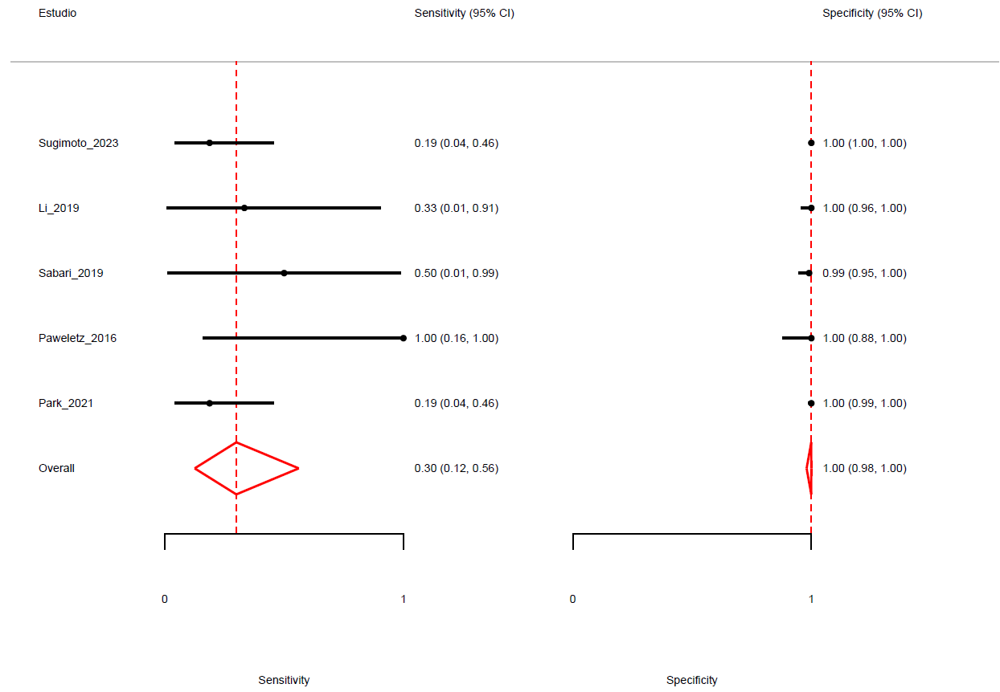 Estudio Sensitivity (95% CI) Specificity (95% CI)
Sugimoto_2023 0.19 (0.04, 0.46) 1.00 (1.00, 1.00)
Li_2019 0.33 (0.01, 0.91) 1.00 (0.96, 1.00)
Sabari_2019 0.50 (0.01, 0.99) 0.99 (0.95, 1.00)
Paweletz_2016 1.00 (0.16, 1.00) 1.00 (0.88, 1.00)
Park_2021 0.19 (0.04, 0.46) 1.00 (0.99, 1.00)
Overall 0.30 (0.12, 0.56) 1.00 (0.98, 1.00)
0 1 0 1
Sensitivity Specificity